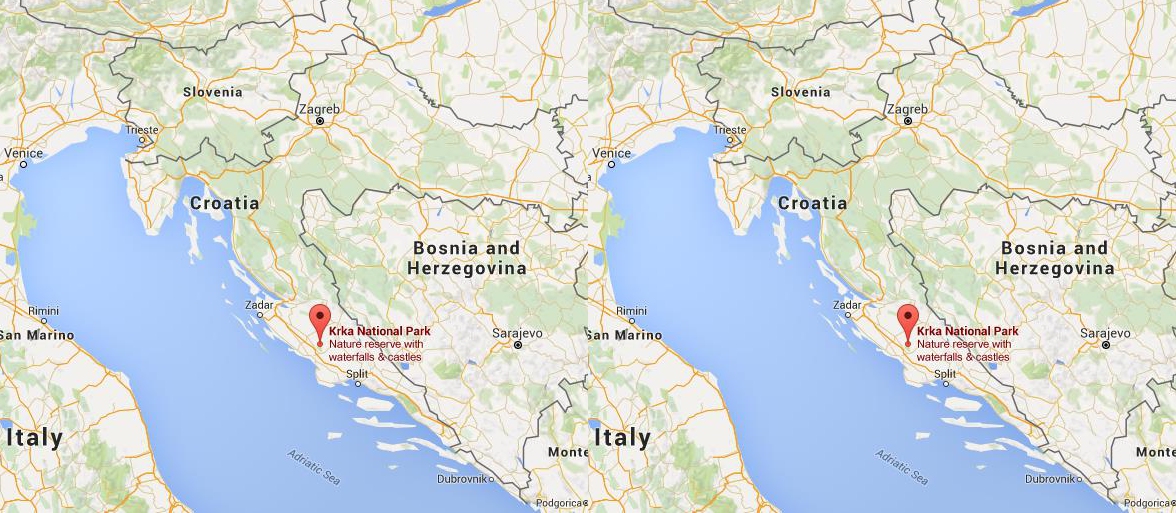 Slovenia
Zagreb
Trieste
Venice
Croatia
Bosnia and
Herzegovina
Rimini
Zadar
San Marino
Krka National Park
Nature reserve with
waterfalls & castles
Sarajevo
Split
Italy
Adriatic Sea
Monte
Dubrovnik
Podgorica
Slovenia
Zagreb
Trieste
Venice
Croatia
Bosnia and
Herzegovina
Rimini
Zadar
San Marino
Krka National Park
Nature reserve with
waterfalls & castles
Sarajevo
Split
Italy
Adriatic Sea
Monte
Dubrovnik
Podgorica